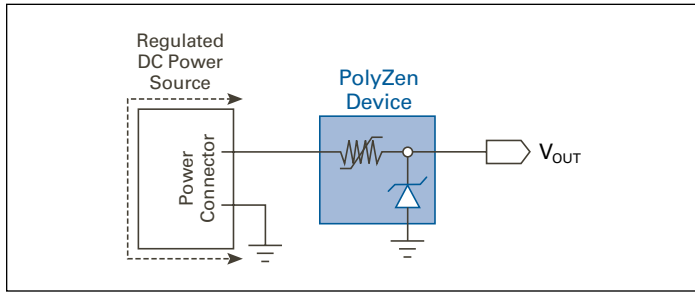 Regulated
DC Power
Source
PolyZen
Device
Power
Connector
VOUT